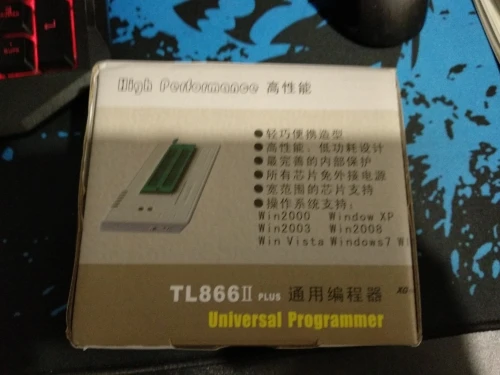 High Performance 高性能
●轻巧便携造型
●高性能、低功耗设计
●最完善的内部保护
●所有芯片免外接电源
●宽范围的芯片支持
●操作系统支持:
Win2000 Window XP
Win2003 Win2008
Win Vista Windows7 Wi
TL866II PLUS 通用编程器 XG
Universal Programmer